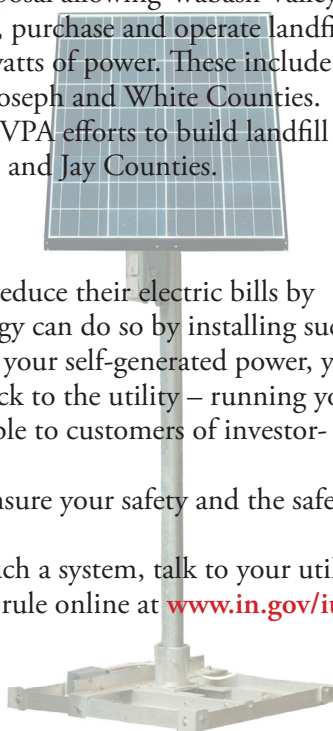 posal allowing Wabash Valley
, purchase and operate landfi
watts of power. These include
oseph and White Counties.
VPA efforts to build landfill
and Jay Counties.
educe their electric bills by
gy can do so by installing suc
your self-generated power, y
ck to the utility – running yo
ble to customers of investor-
nsure your safety and the safe
uch a system, talk to your util
rule online at www.in.gov/iu